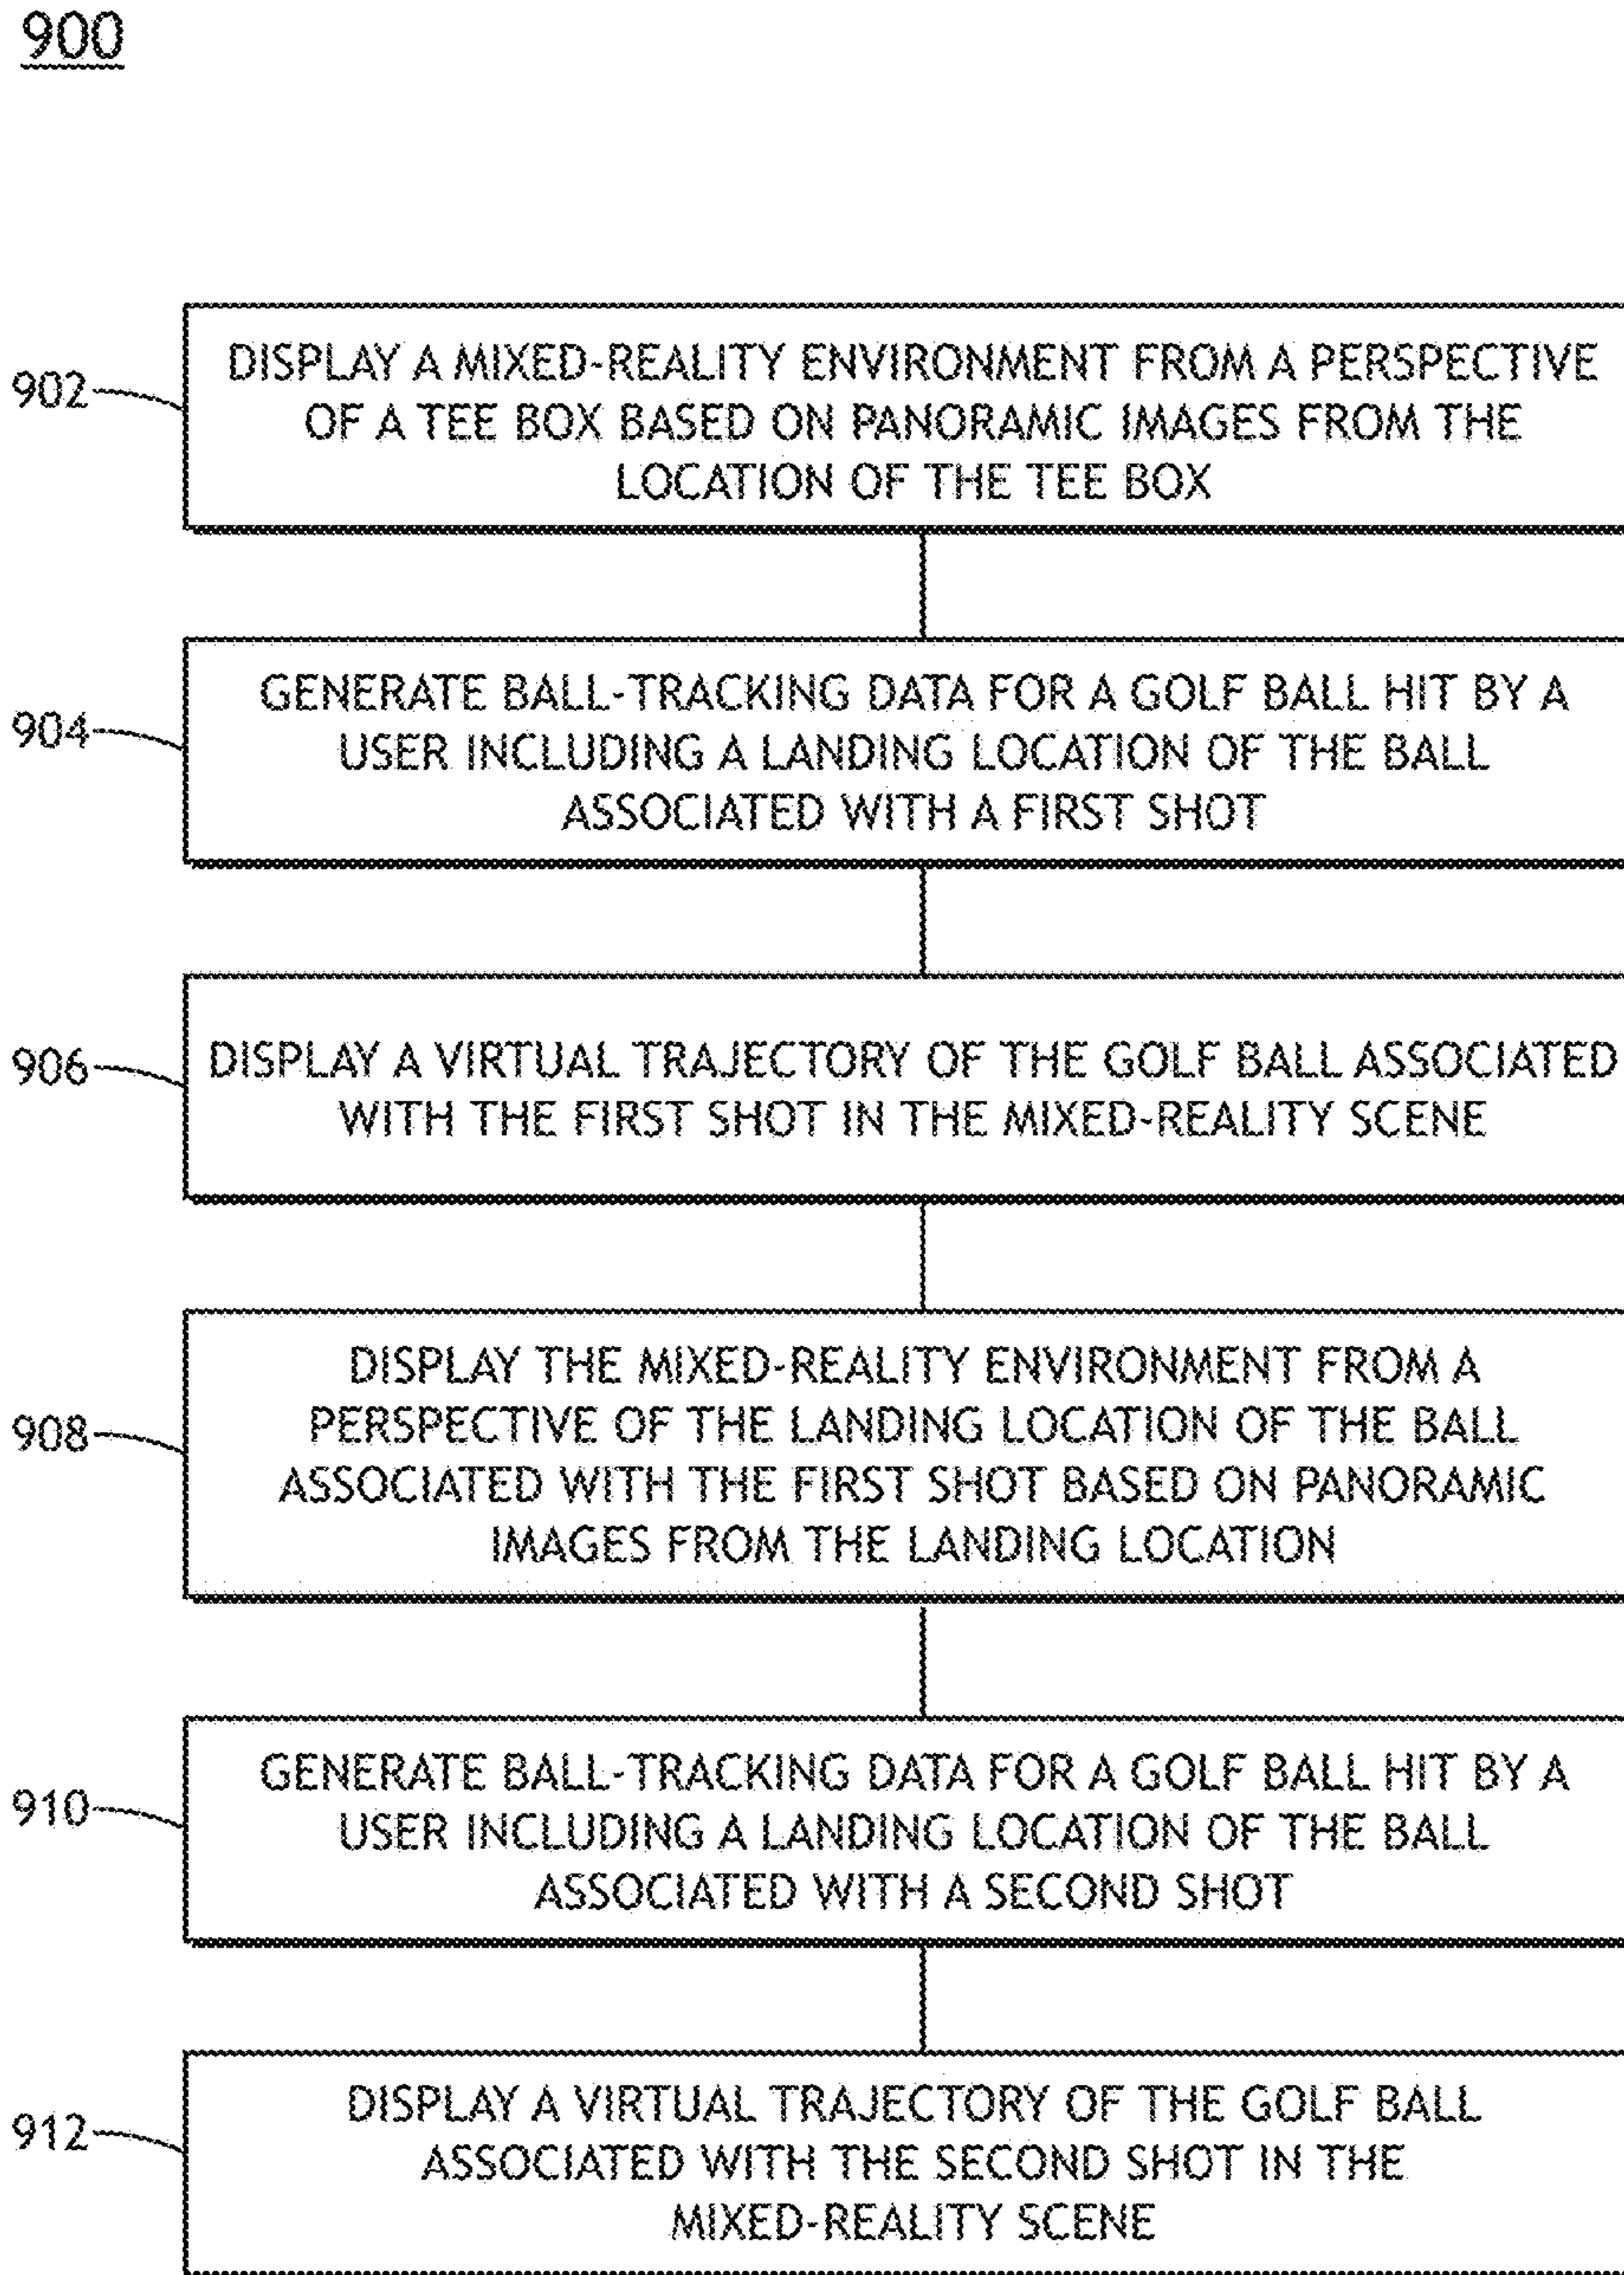 900
902
DISPLAY A MIXED-REALITY ENVIRONMENT FROM A PERSPECTIVE
OF A TEE BOX BASED ON PANORAMIC IMAGES FROM THE
LOCATION OF THE TEE BOX
904
GENERATE BALL-TRACKING DATA FOR A GOLF BALL HIT BY A
USER INCLUDING A LANDING LOCATION OF THE BALL
ASSOCIATED WITH A FIRST SHOT
906
DISPLAY A VIRTUAL TRAJECTORY OF THE GOLF BALL ASSOCIATED
WITH THE FIRST SHOT IN THE MIXED-REALITY SCENE
908
DISPLAY THE MIXED-REALITY ENVIRONMENT FROM A
PERSPECTIVE OF THE LANDING LOCATION OF THE BALL
ASSOCIATED WITH THE FIRST SHOT BASED ON PANORAMIC
IMAGES FROM THE LANDING LOCATION
910
GENERATE BALL-TRACKING DATA FOR A GOLF BALL HIT BY A
USER INCLUDING A LANDING LOCATION OF THE BALL
ASSOCIATED WITH A SECOND SHOT
912
DISPLAY A VIRTUAL TRAJECTORY OF THE GOLF BALL
ASSOCIATED WITH THE SECOND SHOT IN THE
MIXED-REALITY SCENE